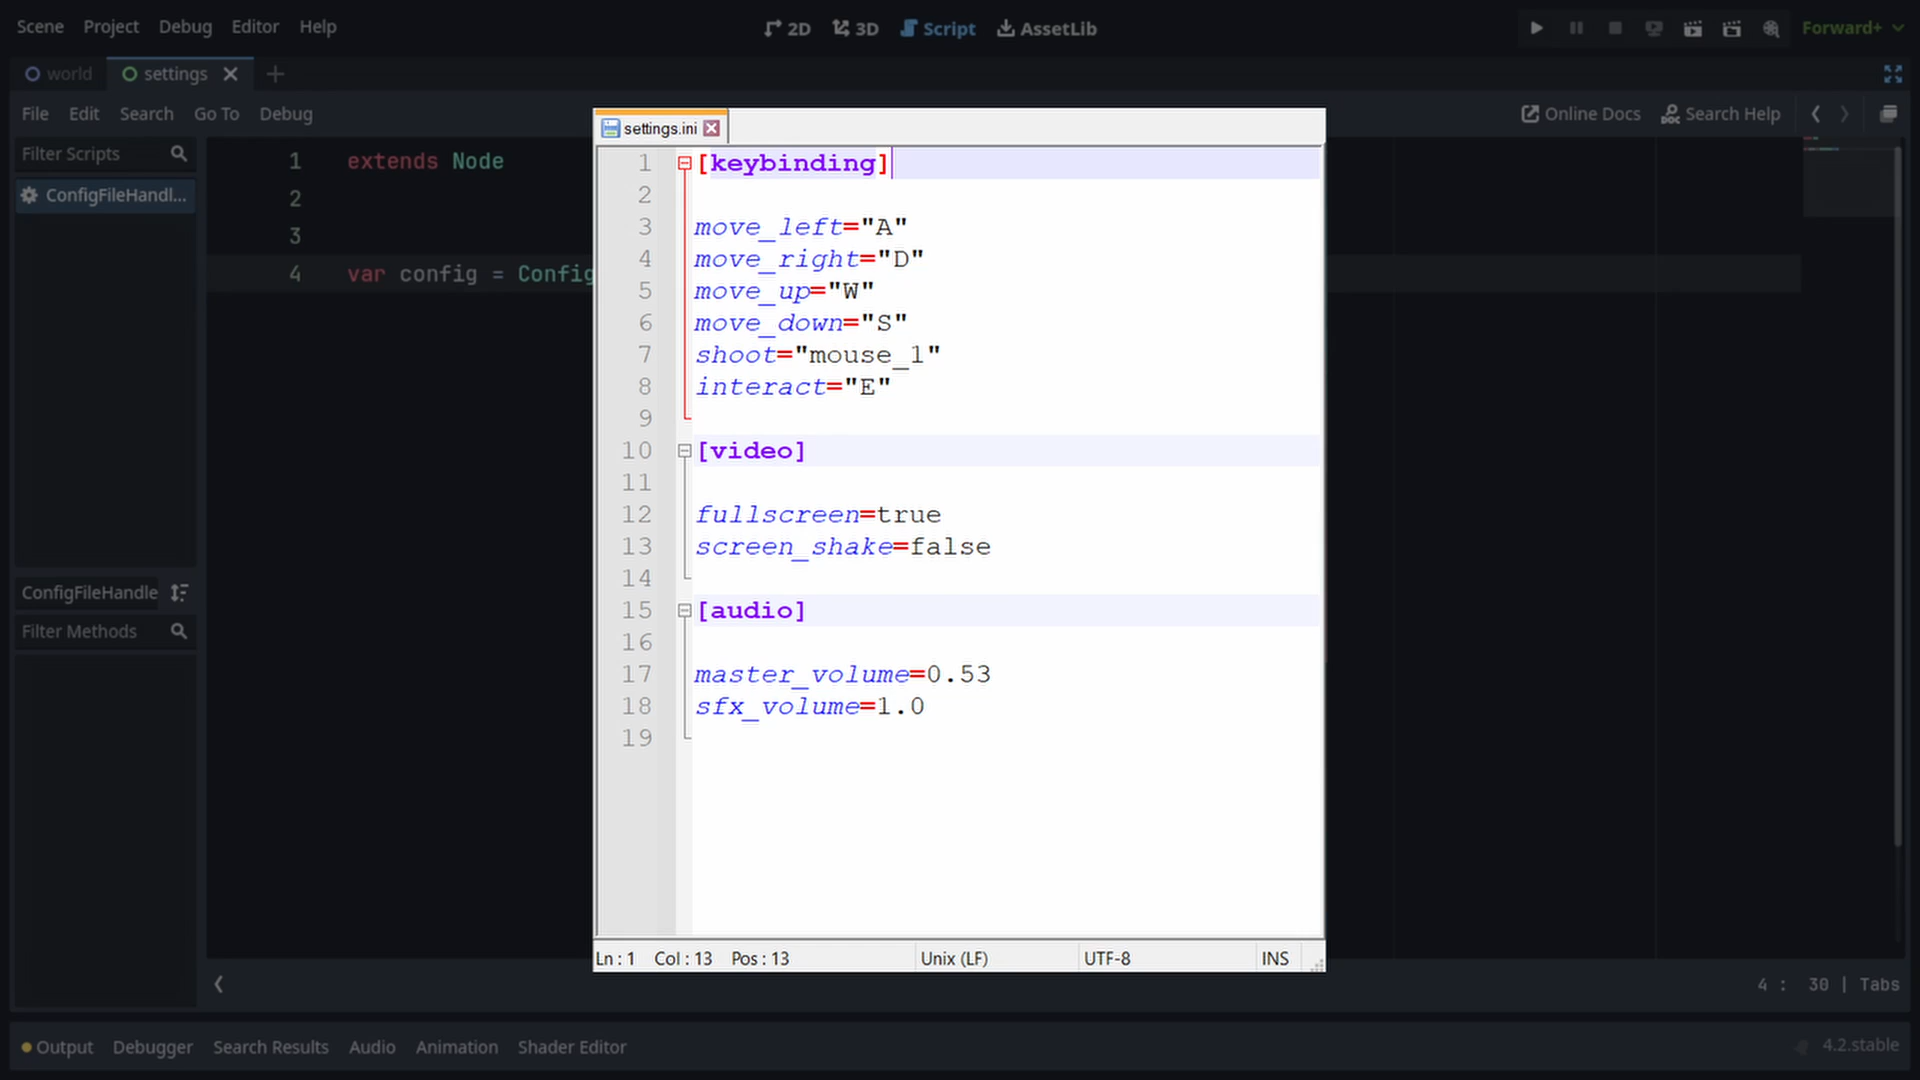 Scene Project Debug Editor Help
2D 3D Script AssetLib
Forward+
world settings
File Edit Search Go To Debug
Online Docs Search Help
Filter Scripts
ConfigFileHandl...
ConfigFileHandle
Filter Methods
1 extends Node
2
3
4 var config = Config
settings.ini
1 [keybinding]
2
3 move_left="A"
4 move_right="D"
5 move_up="W"
6 move_down="S"
7 shoot="mouse_1"
8 interact="E"
9
10 [video]
11
12 fullscreen=true
13 screen_shake=false
14
15 [audio]
16
17 master_volume=0.53
18 sfx_volume=1.0
19
Ln : 1 Col : 13 Pos : 13 Unix (LF) UTF-8 INS
4 : 30 | Tabs
Output Debugger Search Results Audio Animation Shader Editor
4.2.stable